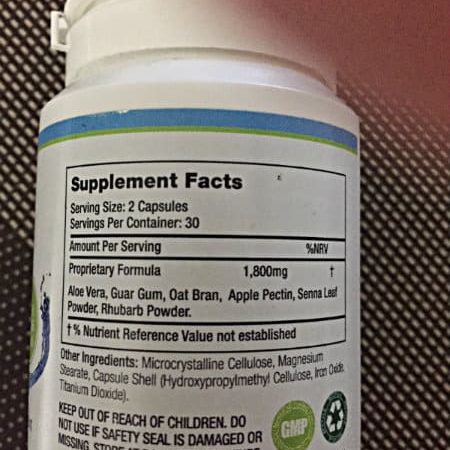 Supplement Facts
Serving Size: 2 Capsules
Servings Per Container: 30
Amount Per Serving %NRV
Proprietary Formula 1,800mg †
Aloe Vera, Guar Gum, Oat Bran, Apple Pectin, Senna Leaf
Powder, Rhubarb Powder.
† % Nutrient Reference Value not established
Other Ingredients: Microcrystalline Cellulose, Magnesium
Stearate, Capsule Shell (Hydroxypropylmethyl Cellulose, Iron Oxide,
Titanium Dioxide).
KEEP OUT OF REACH OF CHILDREN. DO
NOT USE IF SAFETY SEAL IS DAMAGED OR
MISSING. STORE
GMP